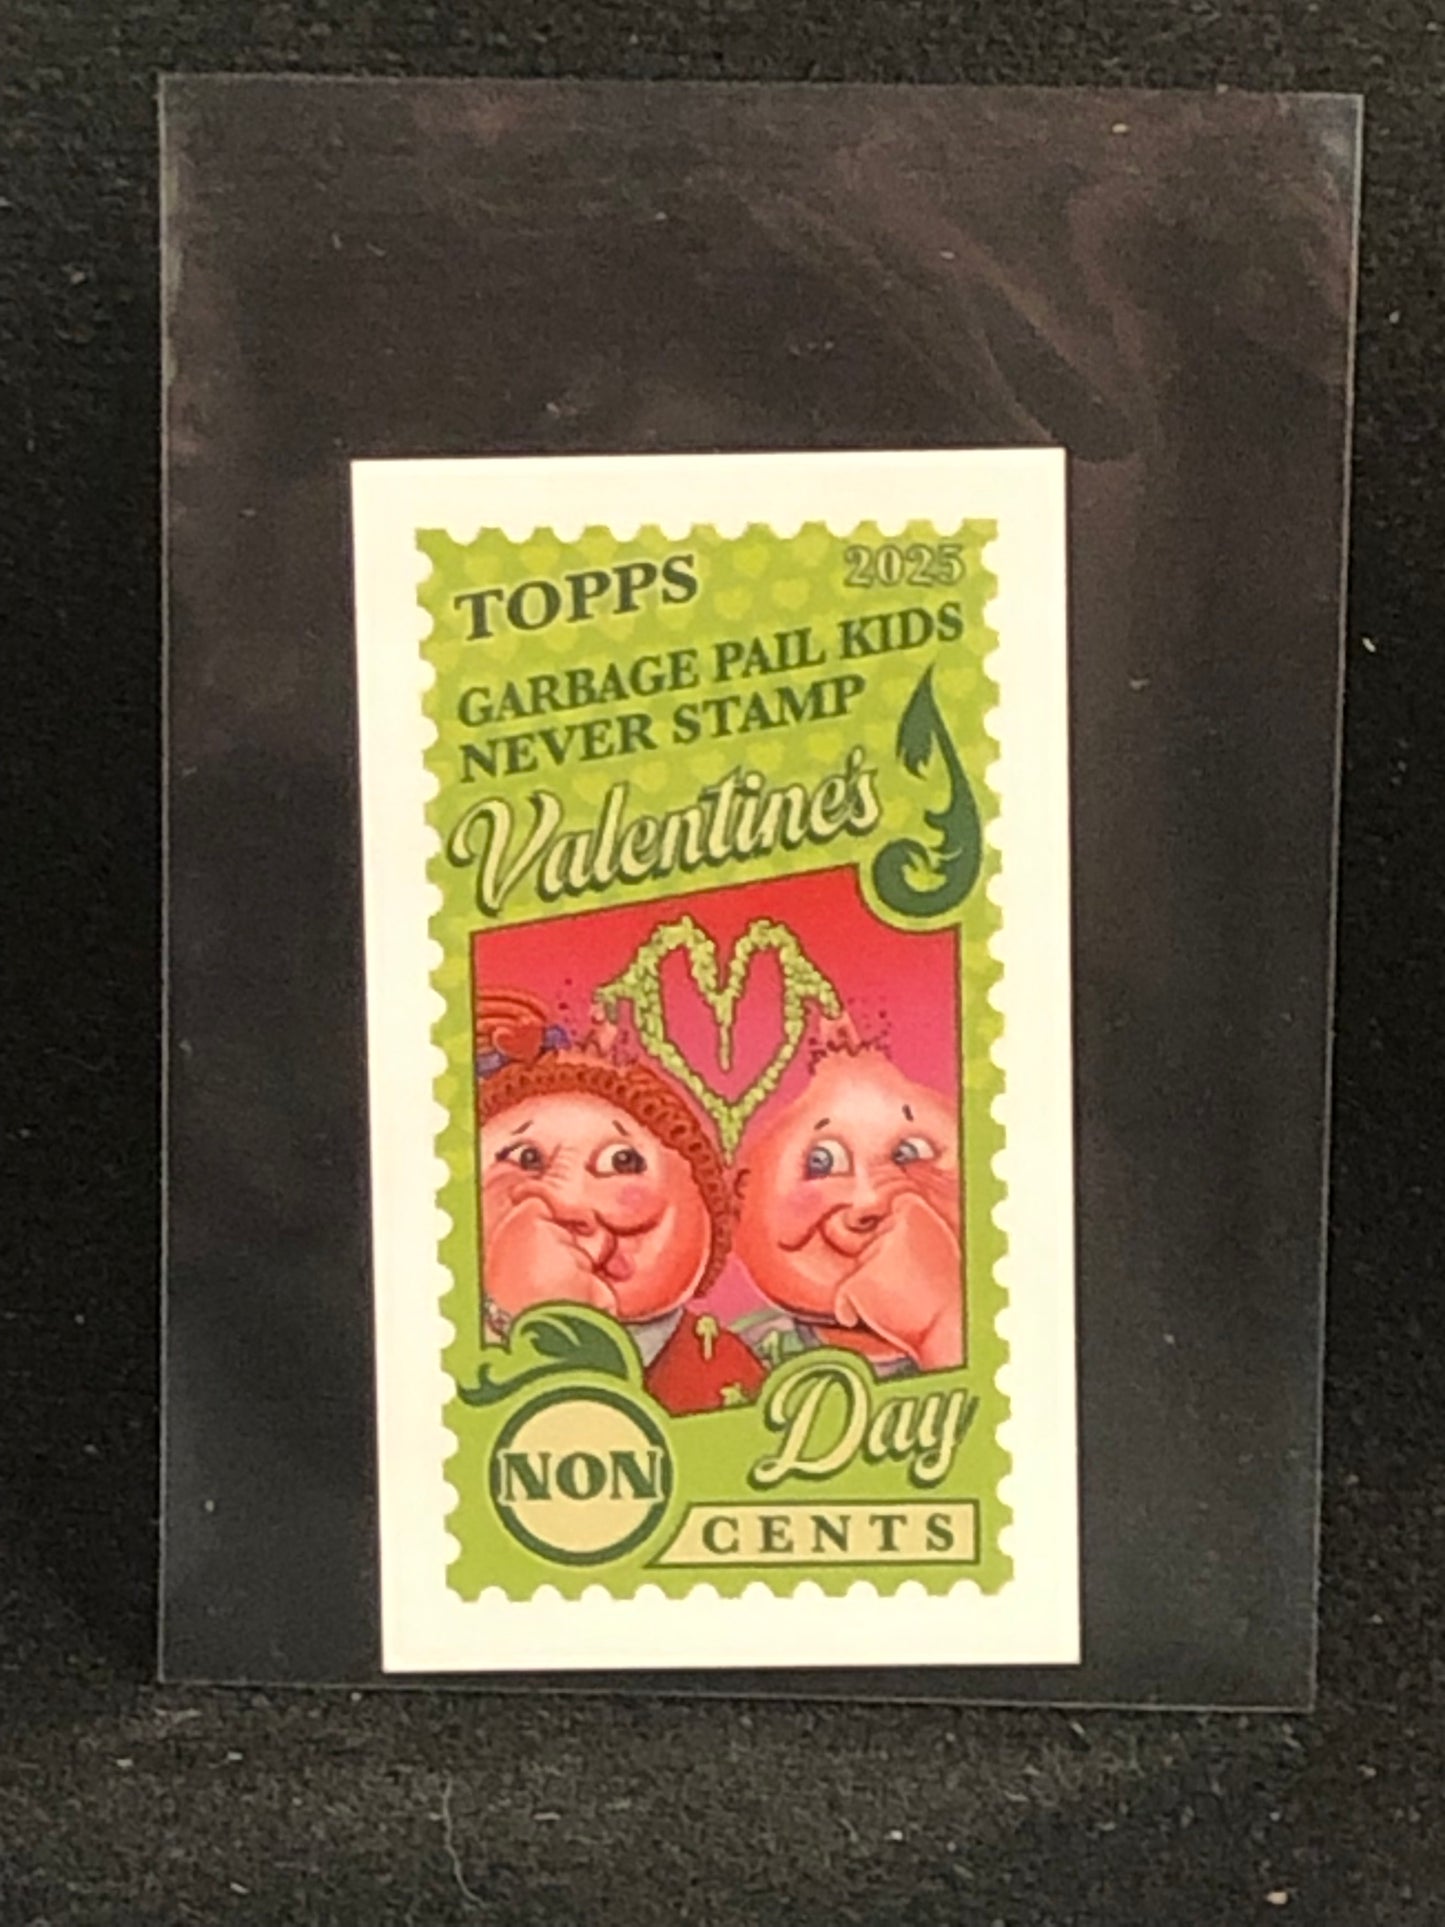 TOPPS 2025
GARBAGE PAIL KIDS
NEVER STAMP
Valentine's
Day
NON
CENTS